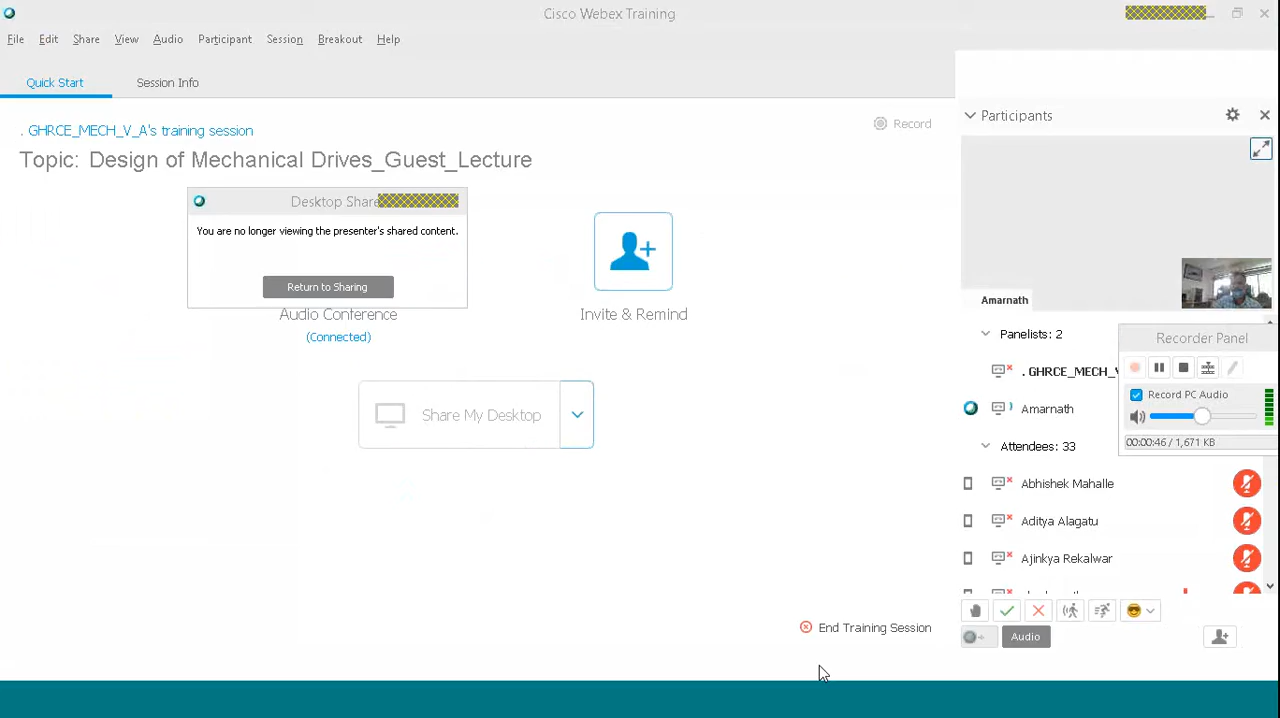 Cisco Webex Training
File Edit Share View Audio Participant Session Breakout Help
Quick Start Session Info
. GHRCE_MECH_V_A's training session
Record
Topic: Design of Mechanical Drives_Guest_Lecture
Desktop Share
You are no longer viewing the presenter's shared content.
Return to Sharing
Audio Conference
(Connected)
Invite & Remind
Share My Desktop
End Training Session
Participants
Amarnath
Panelists: 2
. GHRCE_MECH_V
Amarnath
Attendees: 33
Abhishek Mahalle
Aditya Alagatu
Ajinkya Rekalwar
Audio
Recorder Panel
Record PC Audio
00:00:46 / 1,671 KB